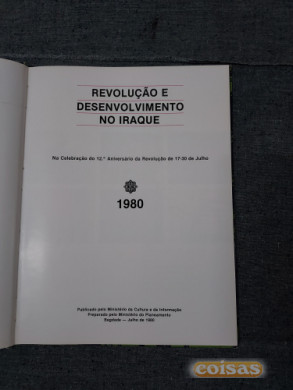 REVOLUÇÃO E
DESENVOLVIMENTO
NO IRAQUE
Na Celebração do 12.º Aniversário da Revolução de 17-30 de Julho
1980
Publicado pelo Ministério da Cultura e da Informação
Preparado pelo Ministério do Planeamento
Bagdade — Julho de 1980
coisas